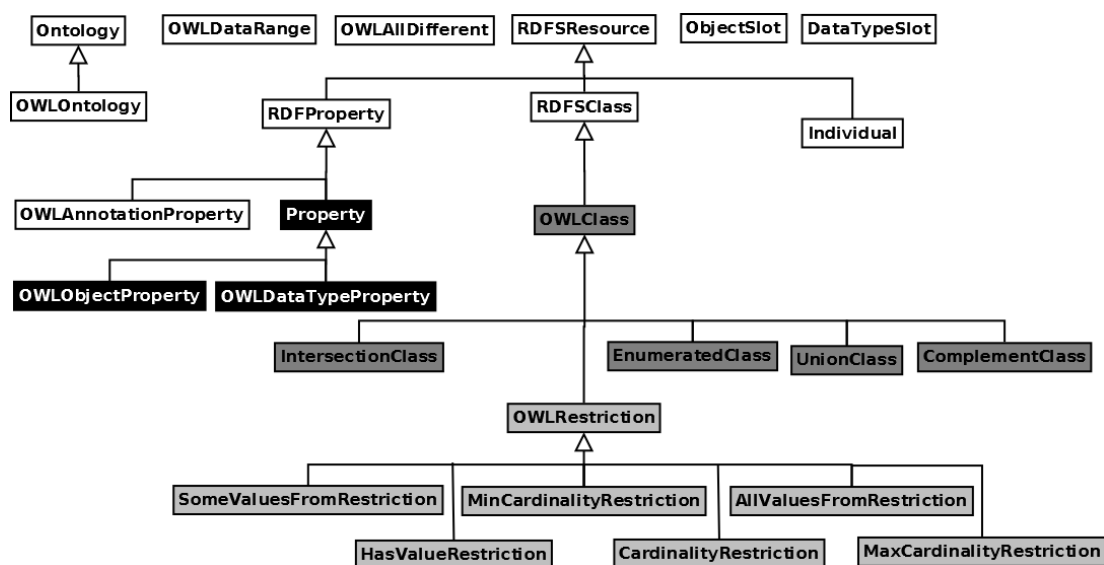 Ontology
OWLDataRange
OWLAllDifferent
RDFSResource
ObjectSlot
DataTypeSlot
OWLOntology
RDFProperty
RDFSClass
Individual
OWLAnnotationProperty
Property
OWLClass
OWLObjectProperty
OWLDataTypeProperty
IntersectionClass
EnumeratedClass
UnionClass
ComplementClass
OWLRestriction
SomeValuesFromRestriction
MinCardinalityRestriction
AllValuesFromRestriction
HasValueRestriction
CardinalityRestriction
MaxCardinalityRestriction